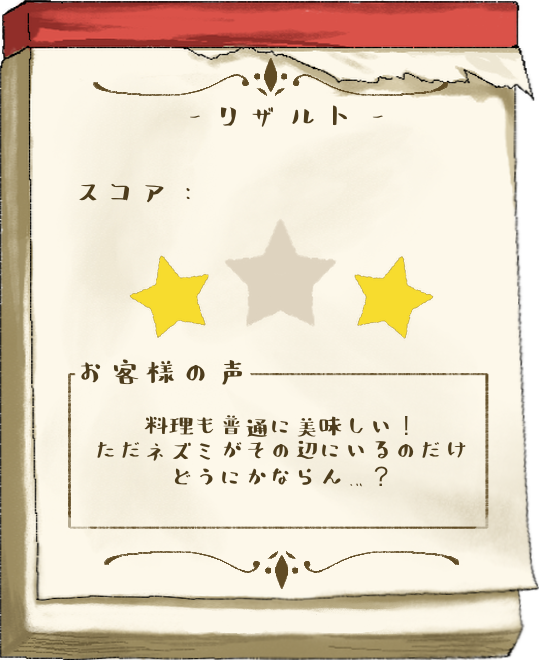 - リザルト -
スコア：
お客様の声
料理も普通に美味しい！
ただネズミがその辺にいるのだけ
どうにかならん…？